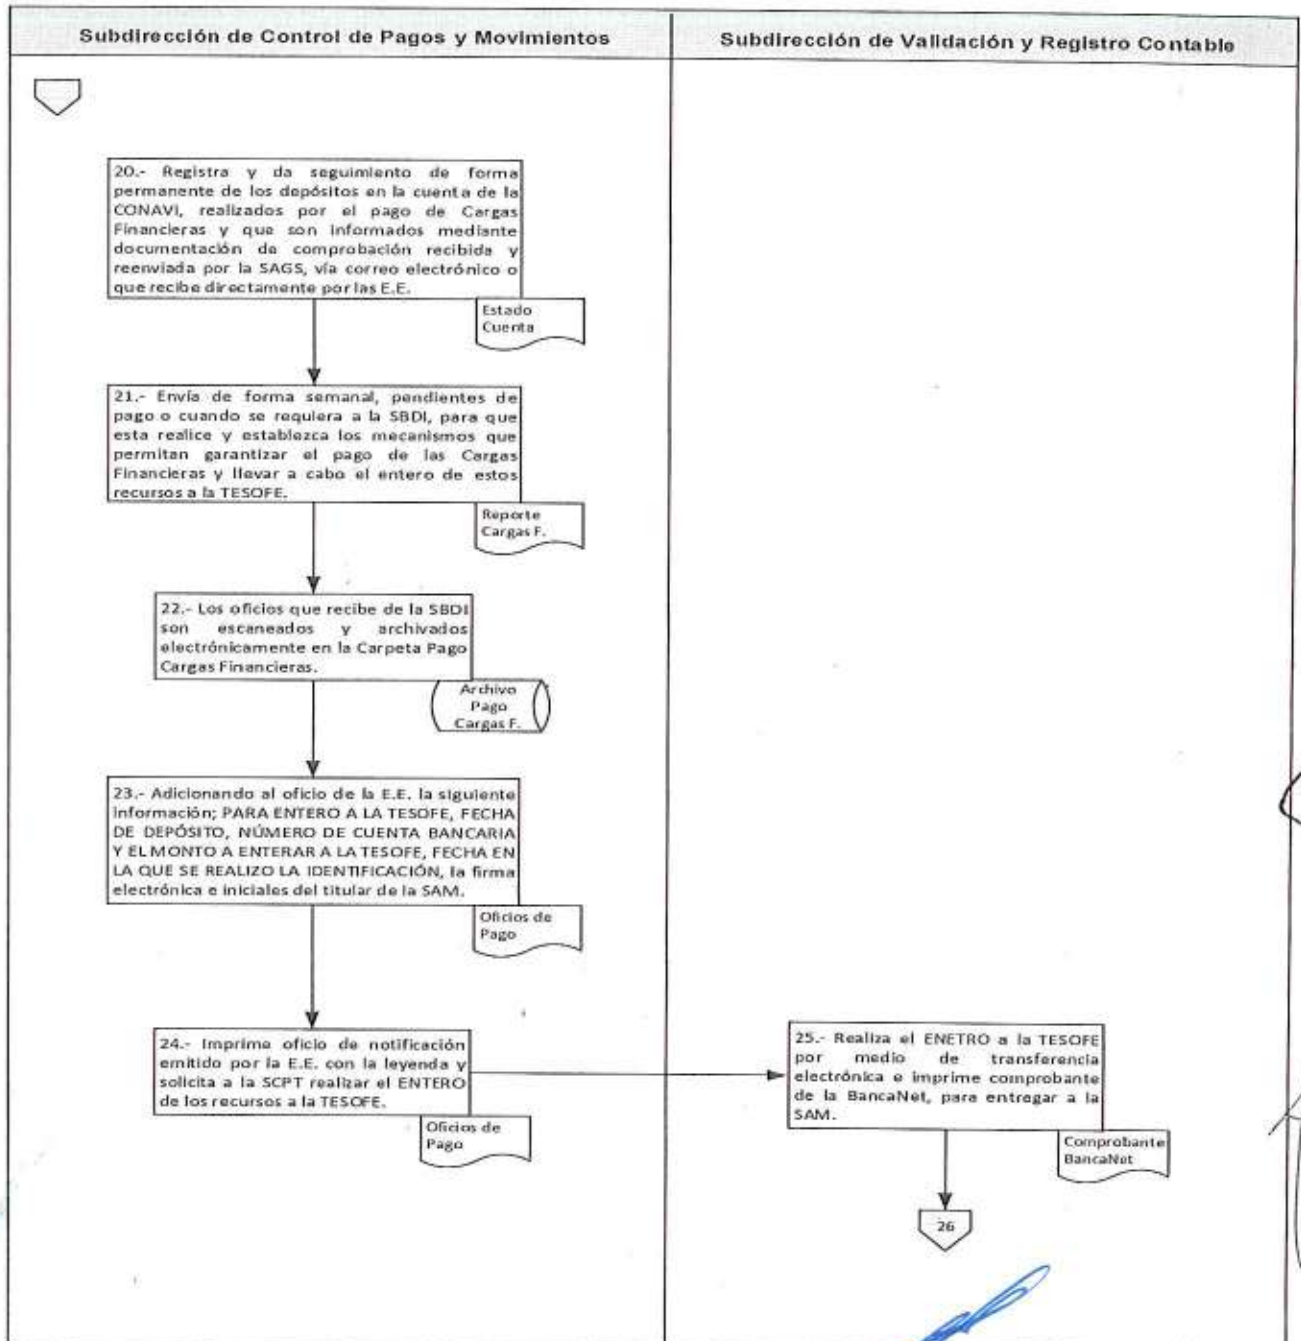 Subdirección de Control de Pagos y Movimientos
Subdirección de Validación y Registro Contable
20.- Registra y da seguimiento de forma
permanente de los depósitos en la cuenta de la
CONAVI, realizados por el pago de Cargas
Financieras y que son informados mediante
documentación de comprobación recibida y
reenviada por la SAGS, vía correo electrónico o
que recibe directamente por las E.E.
Estado
Cuenta
21.- Envía de forma semanal, pendientes de
pago o cuando se requiera a la SBDI, para que
esta realice y establezca los mecanismos que
permitan garantizar el pago de las Cargas
Financieras y llevar a cabo el entero de estos
recursos a la TESOFE.
Reporte
Cargas F.
22.- Los oficios que recibe de la SBDI
son escaneados y archivados
electrónicamente en la Carpeta Pago
Cargas Financieras.
Archivo
Pago
Cargas F.
23.- Adicionando al oficio de la E.E. la siguiente
información; PARA ENTERO A LA TESOFE, FECHA
DE DEPÓSITO, NÚMERO DE CUENTA BANCARIA
Y EL MONTO A ENTERAR A LA TESOFE, FECHA EN
LA QUE SE REALIZO LA IDENTIFICACIÓN, la firma
electrónica e iniciales del titular de la SAM.
Oficios de
Pago
24.- Imprime oficio de notificación
emitido por la E.E. con la leyenda y
solicita a la SCPT realizar el ENTERO
de los recursos a la TESOFE.
Oficios de
Pago
25.- Realiza el ENETRO a la TESOFE
por medio de transferencia
electrónica e imprime comprobante
de la BancaNet, para entregar a la
SAM.
Comprobante
BancaNet
26